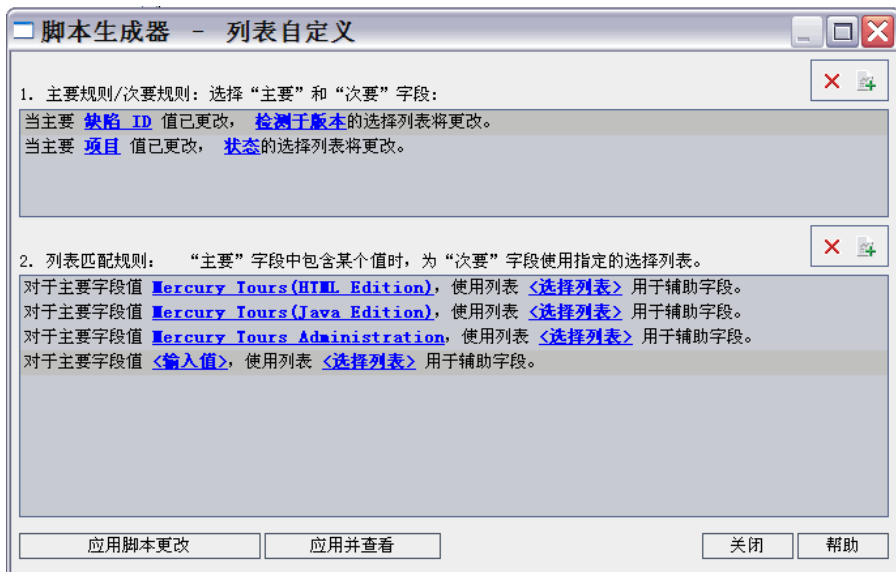 脚本生成器 - 列表自定义
1. 主要规则/次要规则: 选择“主要”和“次要”字段:
当主要 缺陷 ID 值已更改, 检测于版本的选择列表将更改。
当主要 项目 值已更改, 状态的选择列表将更改。
2. 列表匹配规则: “主要”字段中包含某个值时, 为“次要”字段使用指定的选择列表。
对于主要字段值 Mercury Tours(HTML Edition), 使用列表 <选择列表> 用于辅助字段。
对于主要字段值 Mercury Tours(Java Edition), 使用列表 <选择列表> 用于辅助字段。
对于主要字段值 Mercury Tours Administration, 使用列表 <选择列表> 用于辅助字段。
对于主要字段值 <输入值>, 使用列表 <选择列表> 用于辅助字段。
应用脚本更改 应用并查看 关闭 帮助